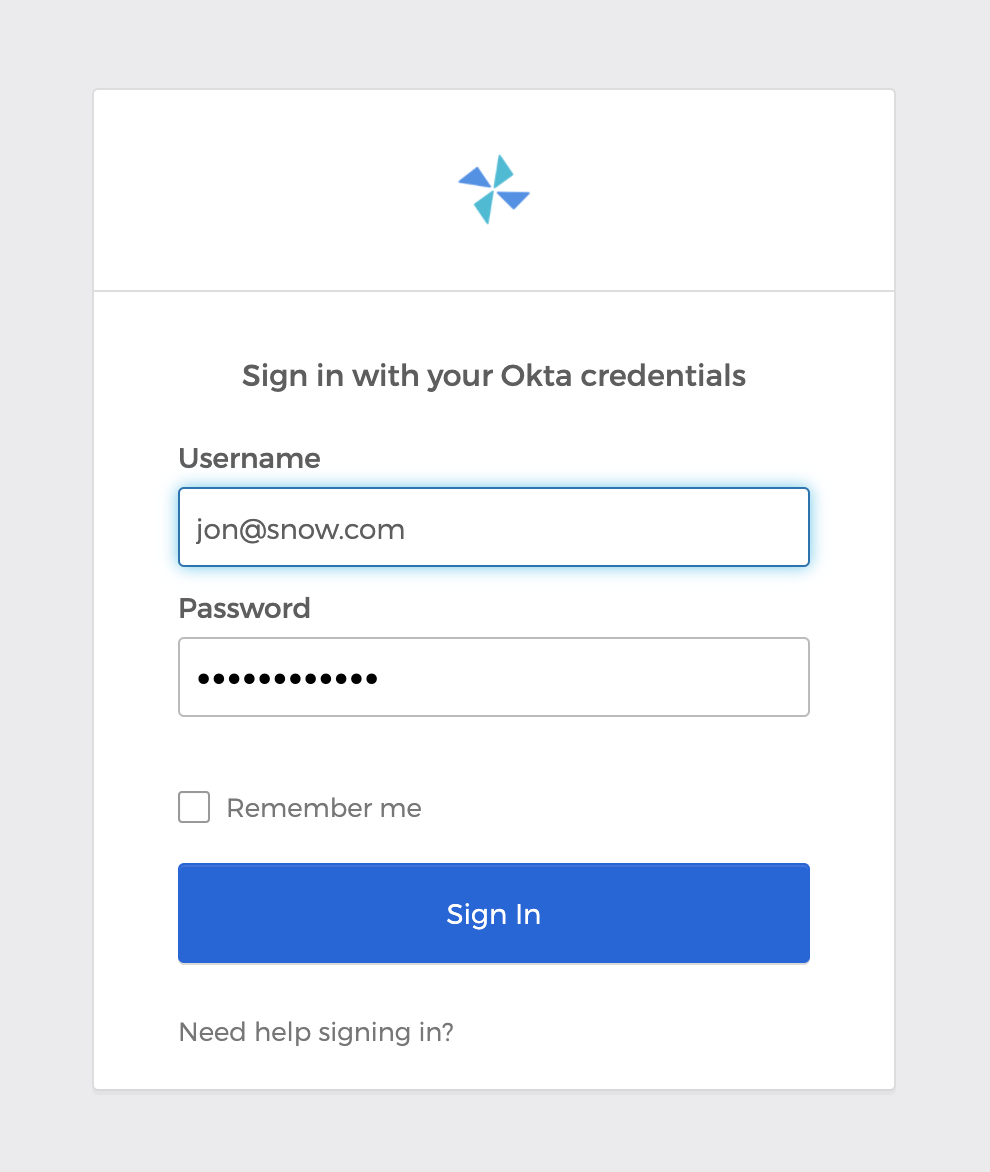 Sign in with your Okta credentials
Username
jon@snow.com
Password
••••••••••••
Remember me
Sign In
Need help signing in?